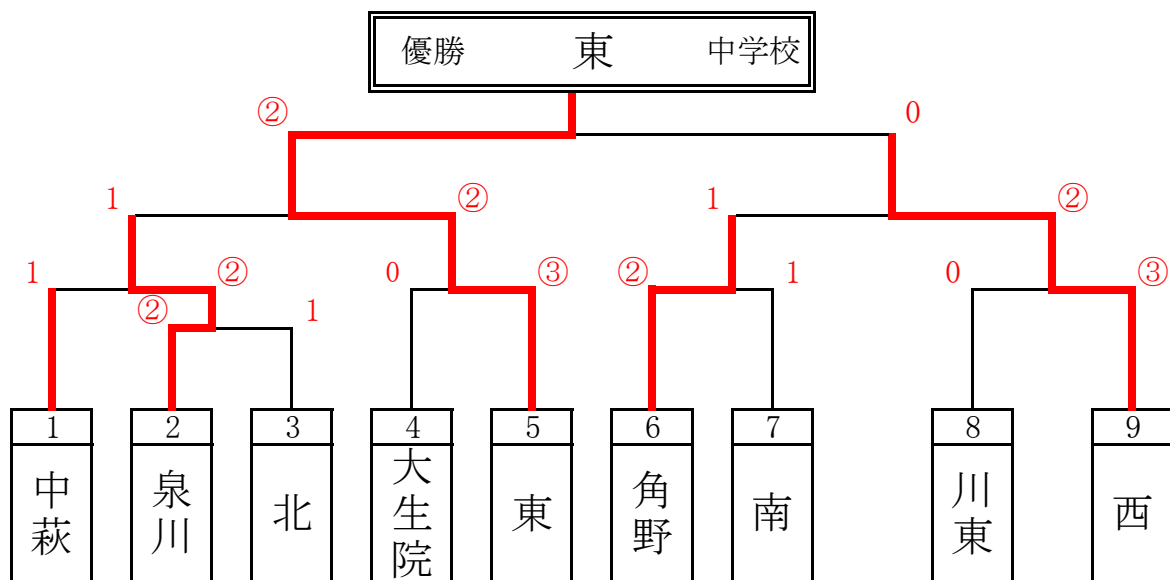 優勝 東 中学校
② 0
1 ② 1 ②
1 ② 0 ③ ② 1 0 ③
② 1
1 2 3 4 5 6 7 8 9
中萩 泉川 北 大生院 東 角野 南 川東 西